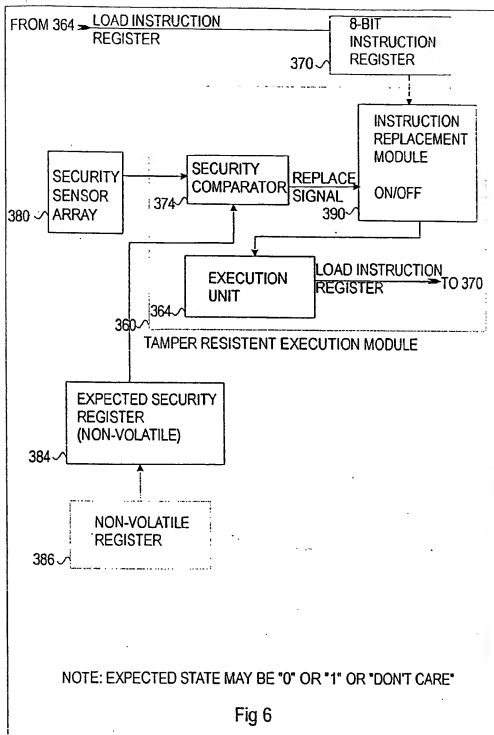 FROM 364 LOAD INSTRUCTION
REGISTER
8-BIT
INSTRUCTION
REGISTER
370
INSTRUCTION
REPLACEMENT
MODULE
ON/OFF
390
SECURITY
SENSOR
ARRAY
380
SECURITY
COMPARATOR
374
REPLACE
SIGNAL
EXECUTION
UNIT
364
LOAD INSTRUCTION
REGISTER
TO 370
360
TAMPER RESISTENT EXECUTION MODULE
EXPECTED SECURITY
REGISTER
(NON-VOLATILE)
384
NON-VOLATILE
REGISTER
386
NOTE: EXPECTED STATE MAY BE "0" OR "1" OR "DON'T CARE"
Fig 6